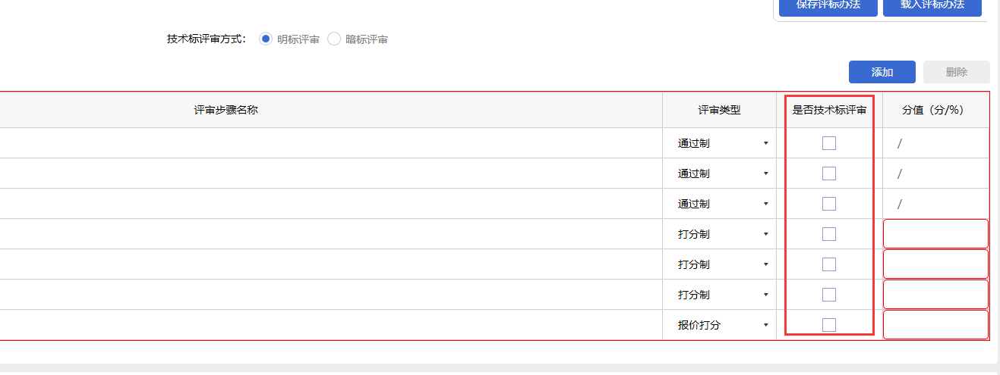 保存评标办法 载入评标办法
技术标评审方式： 明标评审 暗标评审
添加 删除
评审步骤名称 评审类型 是否技术标评审 分值（分/%）
通过制 /
通过制 /
通过制 /
打分制
打分制
打分制
报价打分